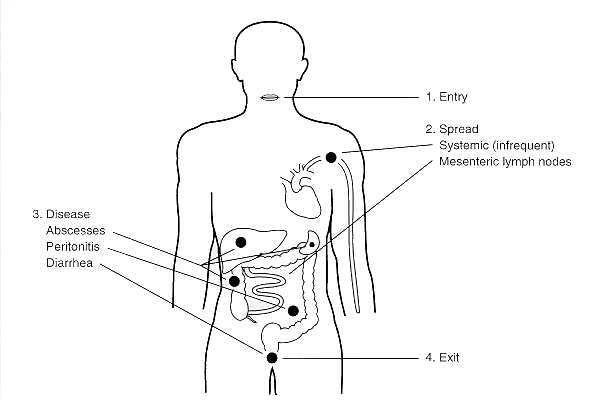 1. Entry
2. Spread
Systemic (infrequent)
Mesenteric lymph nodes
3. Disease
Abscesses
Peritonitis
Diarrhea
4. Exit